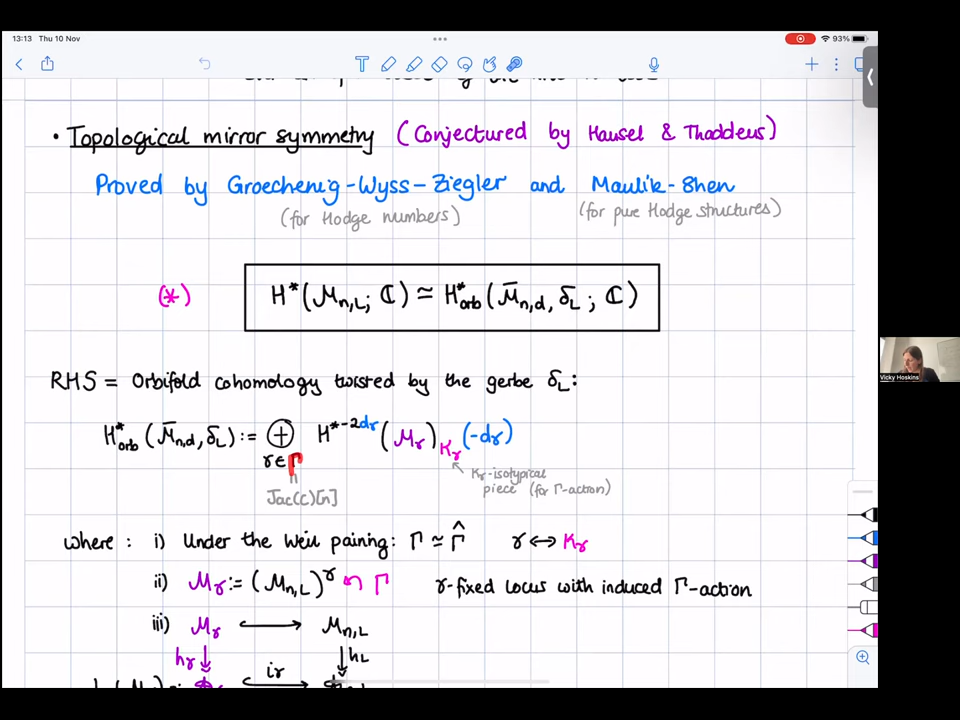 13:13 Thu 10 Nov
93%
• Topological mirror symmetry (Conjectured by Hausel & Thaddeus)
Proved by Groechenig-Wyss-Ziegler and Maulik-Shen
(for Hodge numbers) (for pure Hodge structures)
(*) H*(M_{n,L}; ℂ) ≃ H*_{orb}(M̄_{n,d}, δ_L; ℂ)
RHS = Orbifold cohomology twisted by the gerbe δ_L:
H*_{orb}(M̄_{n,d}, δ_L) := ⊕_{γ∈Γ} H^{*-2d_γ}(M_γ)_{κ_γ}(-d_γ)
Jac(C)[n]
κ_γ-isotypical
piece (for Γ-action)
where: i) Under the Weil pairing: Γ ≃ Γ̂ γ ↔ κ_γ
ii) M_γ := (M_{n,L})^γ ↰ Γ γ-fixed locus with induced Γ-action
iii) M_γ ⟶ M_{n,L}
h_γ ↓ i_γ ↓ h_L
Vicky Hoskins